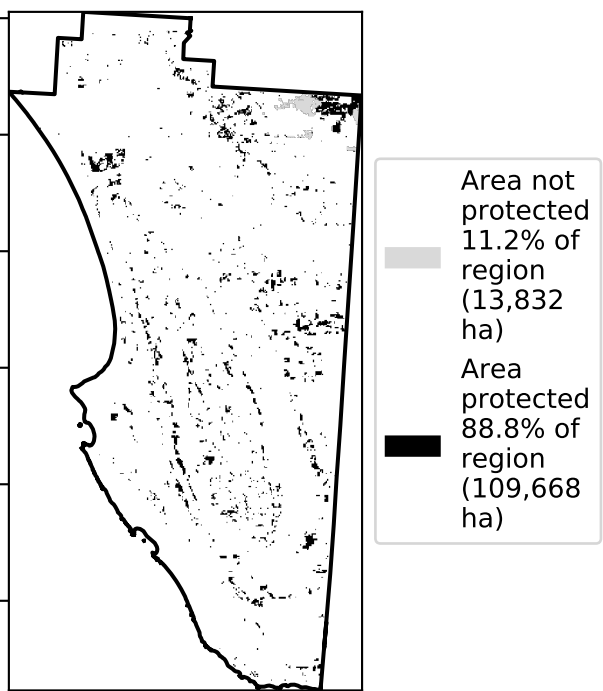 Area not
protected
11.2% of
region
(13,832
ha)
Area
protected
88.8% of
region
(109,668
ha)